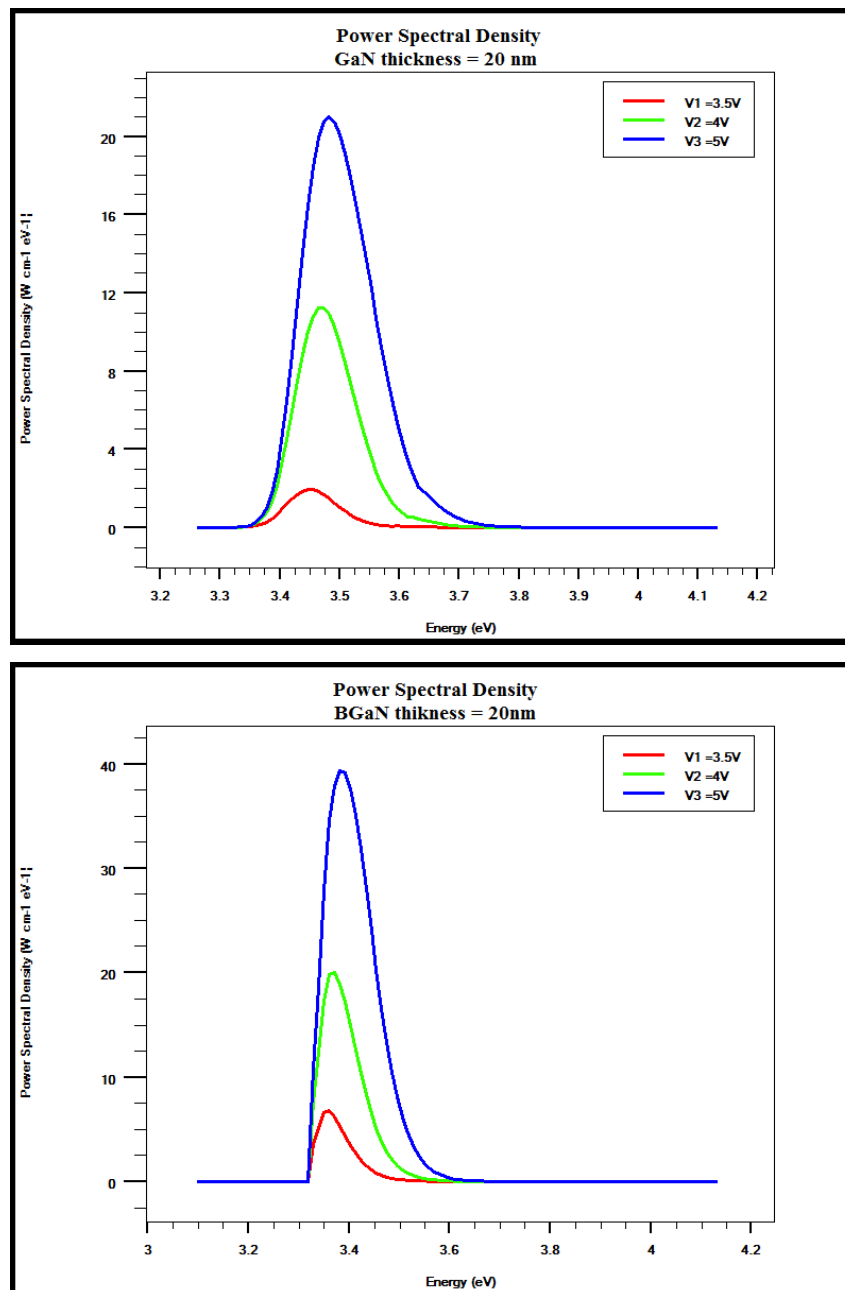 Power Spectral Density
GaN thickness = 20 nm
V1 =3.5V
V2 =4V
V3 =5V
Power Spectral Density (W cm-1 eV-1¦
20
16
12
8
4
0
3.2 3.3 3.4 3.5 3.6 3.7 3.8 3.9 4 4.1 4.2
Energy (eV)
Power Spectral Density
BGaN thikness = 20nm
V1 =3.5V
V2 =4V
V3 =5V
Power Spectral Density (W cm-1 eV-1¦
40
30
20
10
0
3 3.2 3.4 3.6 3.8 4 4.2
Energy (eV)